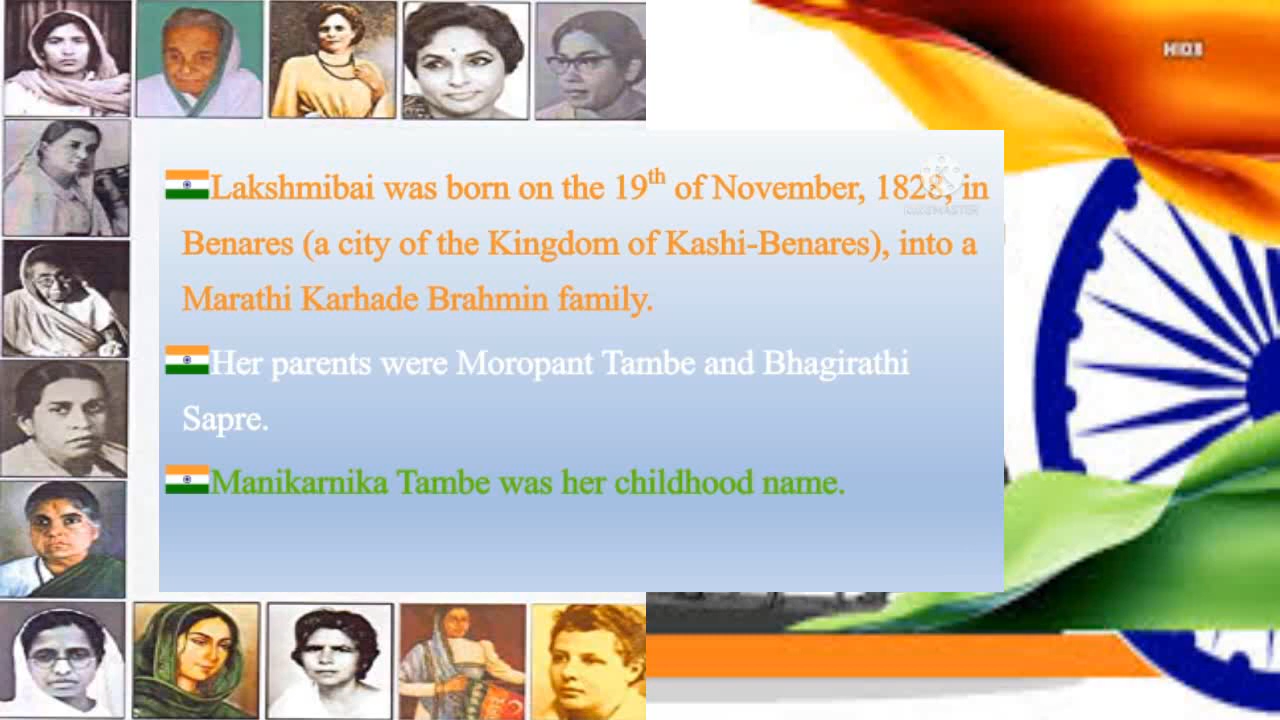 Lakshmibai was born on the 19th of November, 1828, in
Benares (a city of the Kingdom of Kashi-Benares), into a
Marathi Karhade Brahmin family.
Her parents were Moropant Tambe and Bhagirathi
Sapre.
Manikarnika Tambe was her childhood name.
KINEMASTER